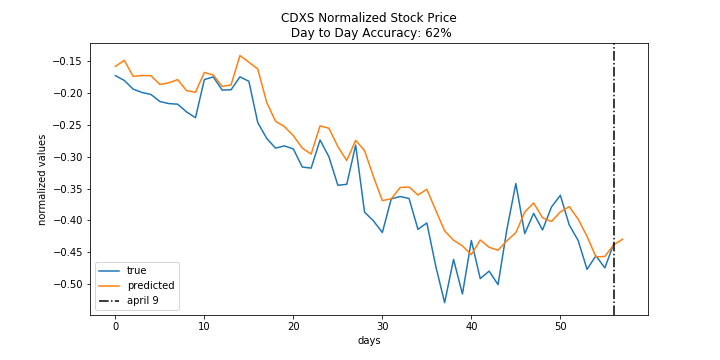 CDXS Normalized Stock Price
Day to Day Accuracy: 62%
normalized values
−0.15
−0.20
−0.25
−0.30
−0.35
−0.40
−0.45
−0.50
true
predicted
april 9
0
10
20
30
40
50
days